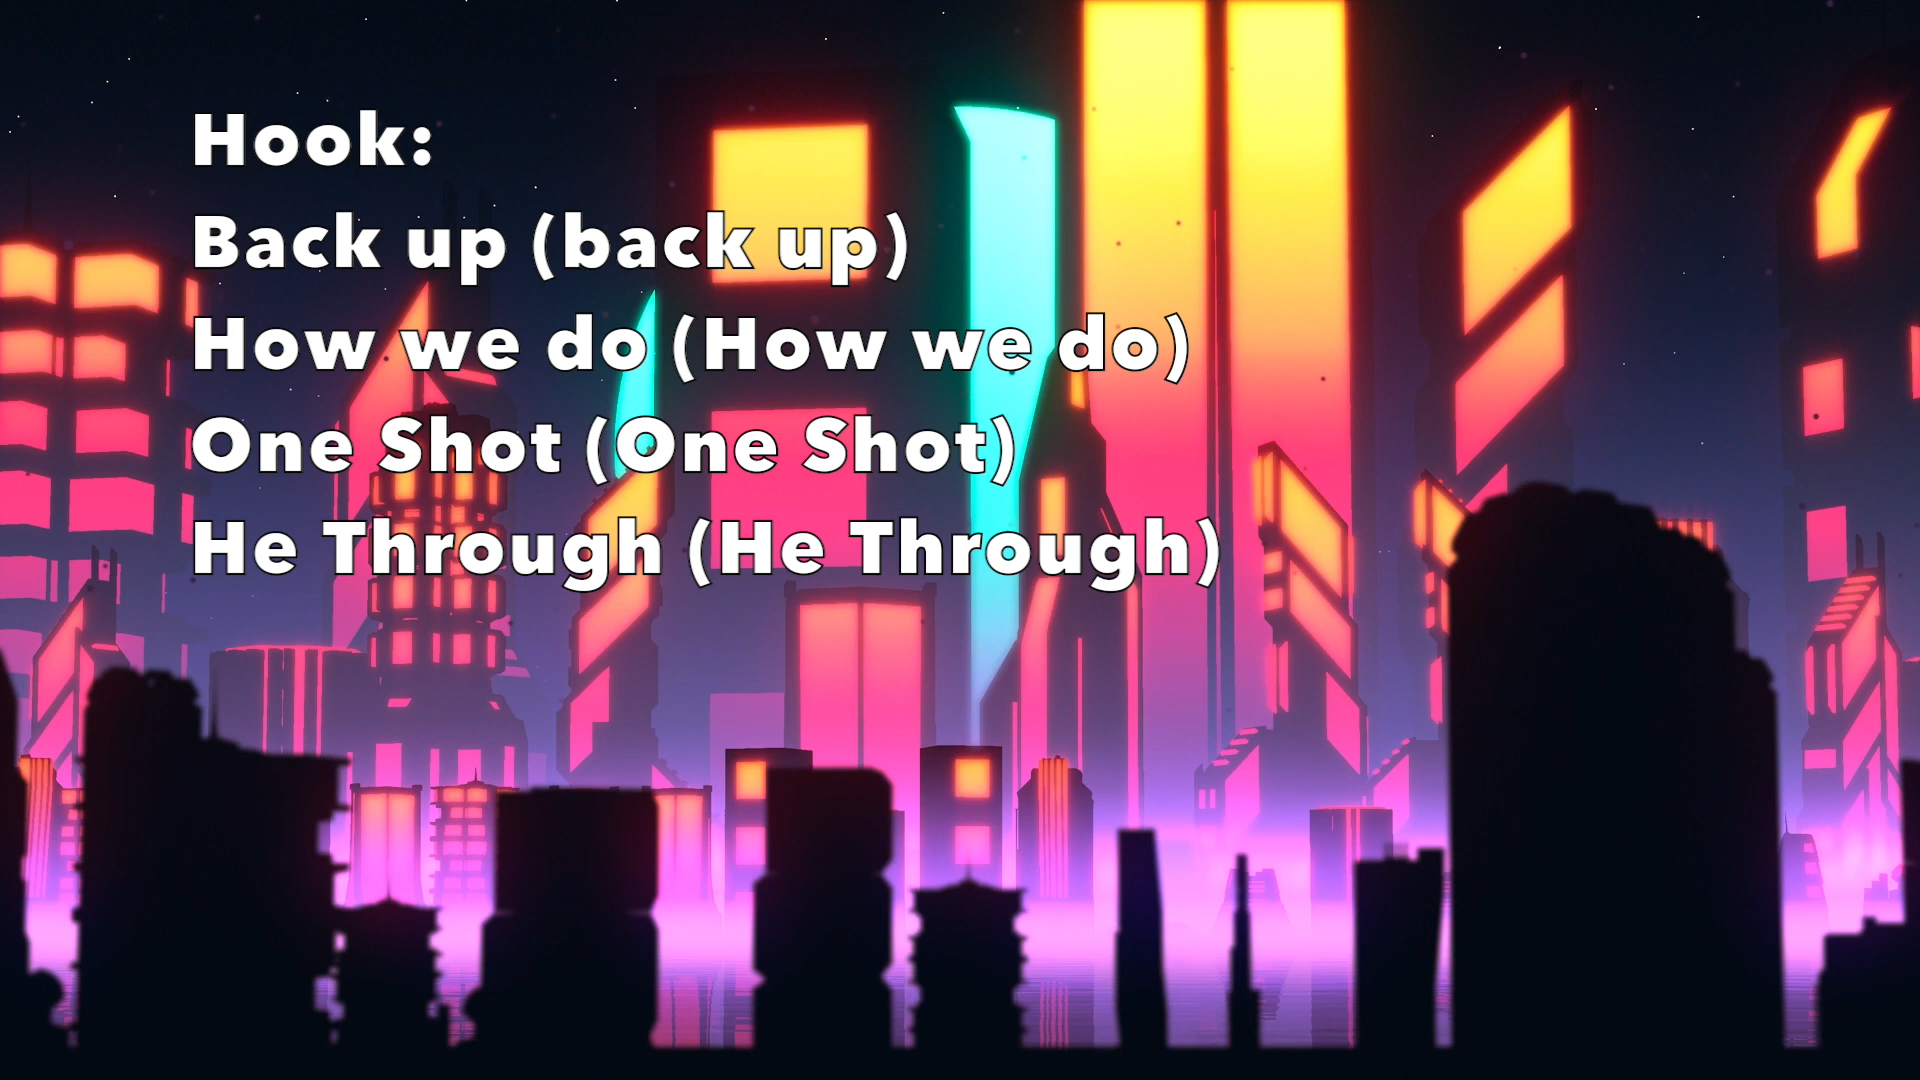 Hook:
Back up (back up)
How we do (How we do)
One Shot (One Shot)
He Through (He Through)